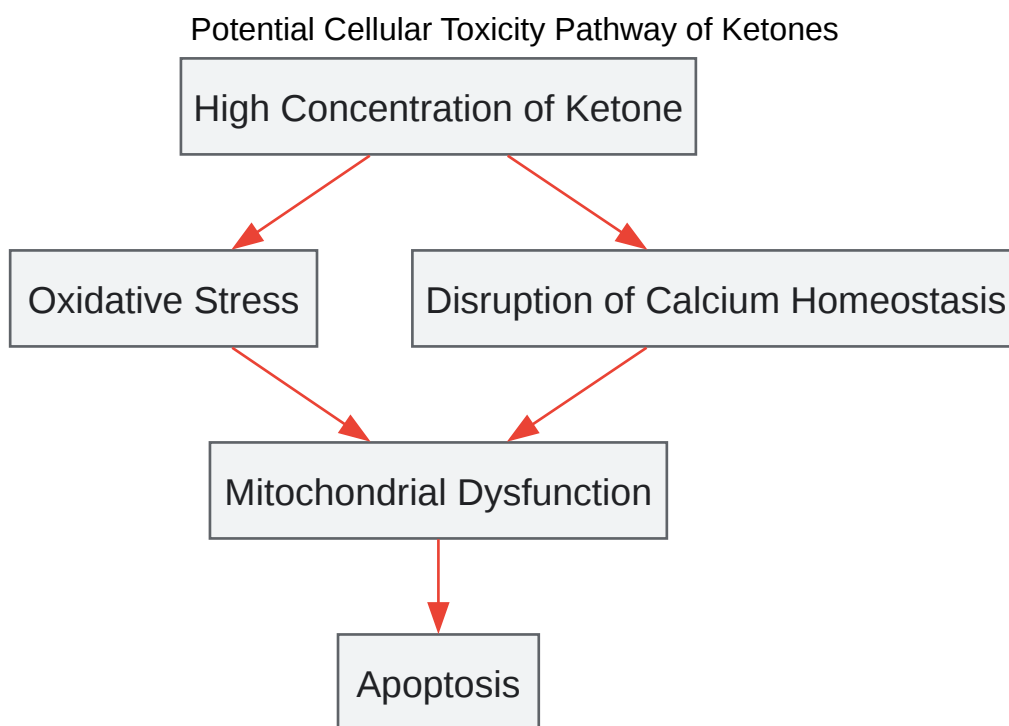 Potential Cellular Toxicity Pathway of Ketones
High Concentration of Ketone
Oxidative Stress
Disruption of Calcium Homeostasis
Mitochondrial Dysfunction
Apoptosis